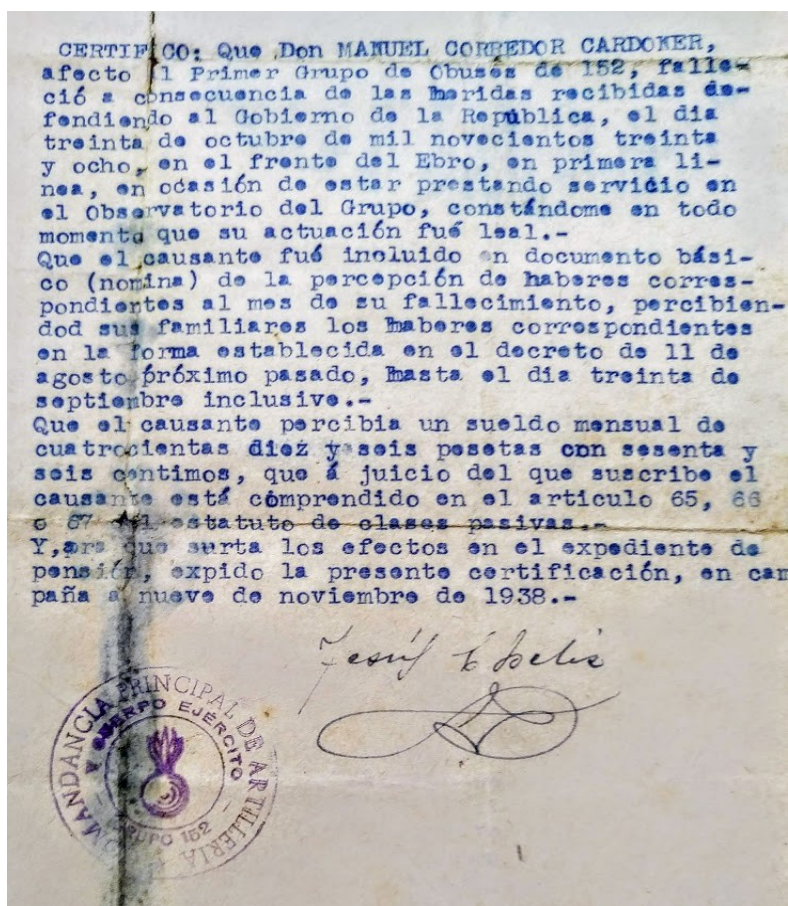 CERTIFICO: Que Don MANUEL CORREDOR CARDONER,
afecto al Primer Grupo de Obuses de 152, falle-
ció a consecuencia de las heridas recibidas de-
fendiendo al Gobierno de la República, el dia
treinta de octubre de mil novecientos treinta
y ocho, en el frente del Ebro, en primera li-
nea, en ocasión de estar prestando servicio en
el Observatorio del Grupo, constándome en todo
momento que su actuación fué leal.-
Que el causante fué incluido en documento bási-
co (nomina) de la percepción de haberes corres-
pondientes al mes de su fallecimiento, percibien-
dod sus familiares los haberes correspondientes
en la forma establecida en el decreto de 11 de
agosto próximo pasado, hasta el dia treinta de
septiembre inclusive.-
Que el causante percibia un sueldo mensual de
cuatrocientas diez y seis pesetas con sesenta y
seis centimos, que á juicio del que suscribe el
causante está comprendido en el articulo 65, 66
o 67 del estatuto de clases pasivas.-
Y, que surta los efectos en el expediente de
pensión, expido la presente certificación, en cam
paña a nueve de noviembre de 1938.-
Jesús
COMANDANCIA PRINCIPAL DE ARTILLERIA
V CUERPO EJÉRCITO
GRUPO 152